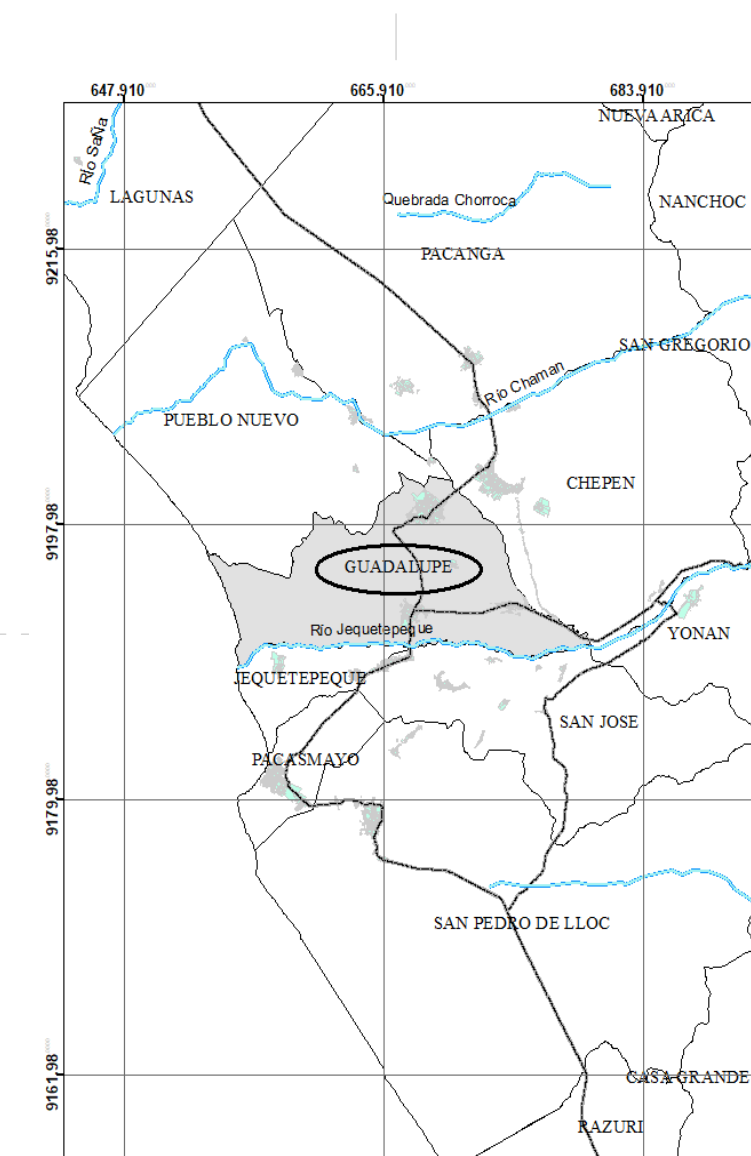 647.910
665.910
683.910
NUEVA ARICA
Río Saña
LAGUNAS
Quebrada Chorroca
NANCHOC
9215.98
PACANGA
SAN GREGORIO
Río Chaman
PUEBLO NUEVO
CHEPEN
9197.98
GUADALUPE
Río Jequetepeque
YONAN
JEQUETEPEQUE
SAN JOSE
PACASMAYO
9179.98
SAN PEDRO DE LLOC
9161.98
CASA GRANDE
RAZURI